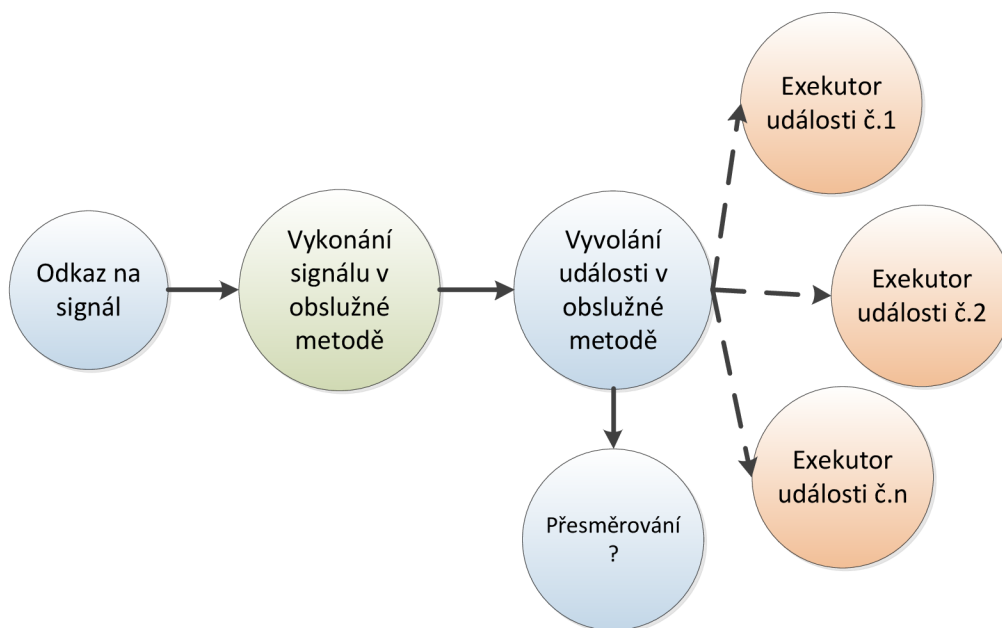 Odkaz na
signál
Vykonání
signálu v
obslužné
metodě
Vyvolání
události v
obslužné
metodě
Exekutor
události č.1
Exekutor
události č.2
Exekutor
události č.n
Přesměrování
?